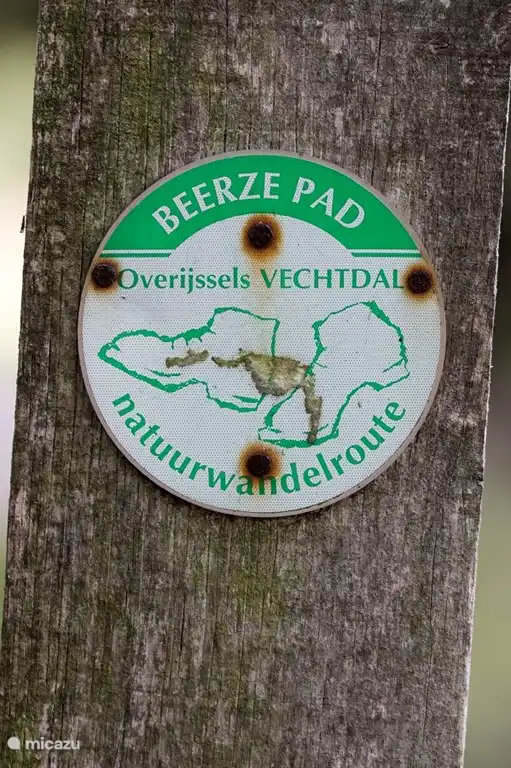 BEERZE PAD
Overijssels VECHTDAL
natuurwandelroute
micazu